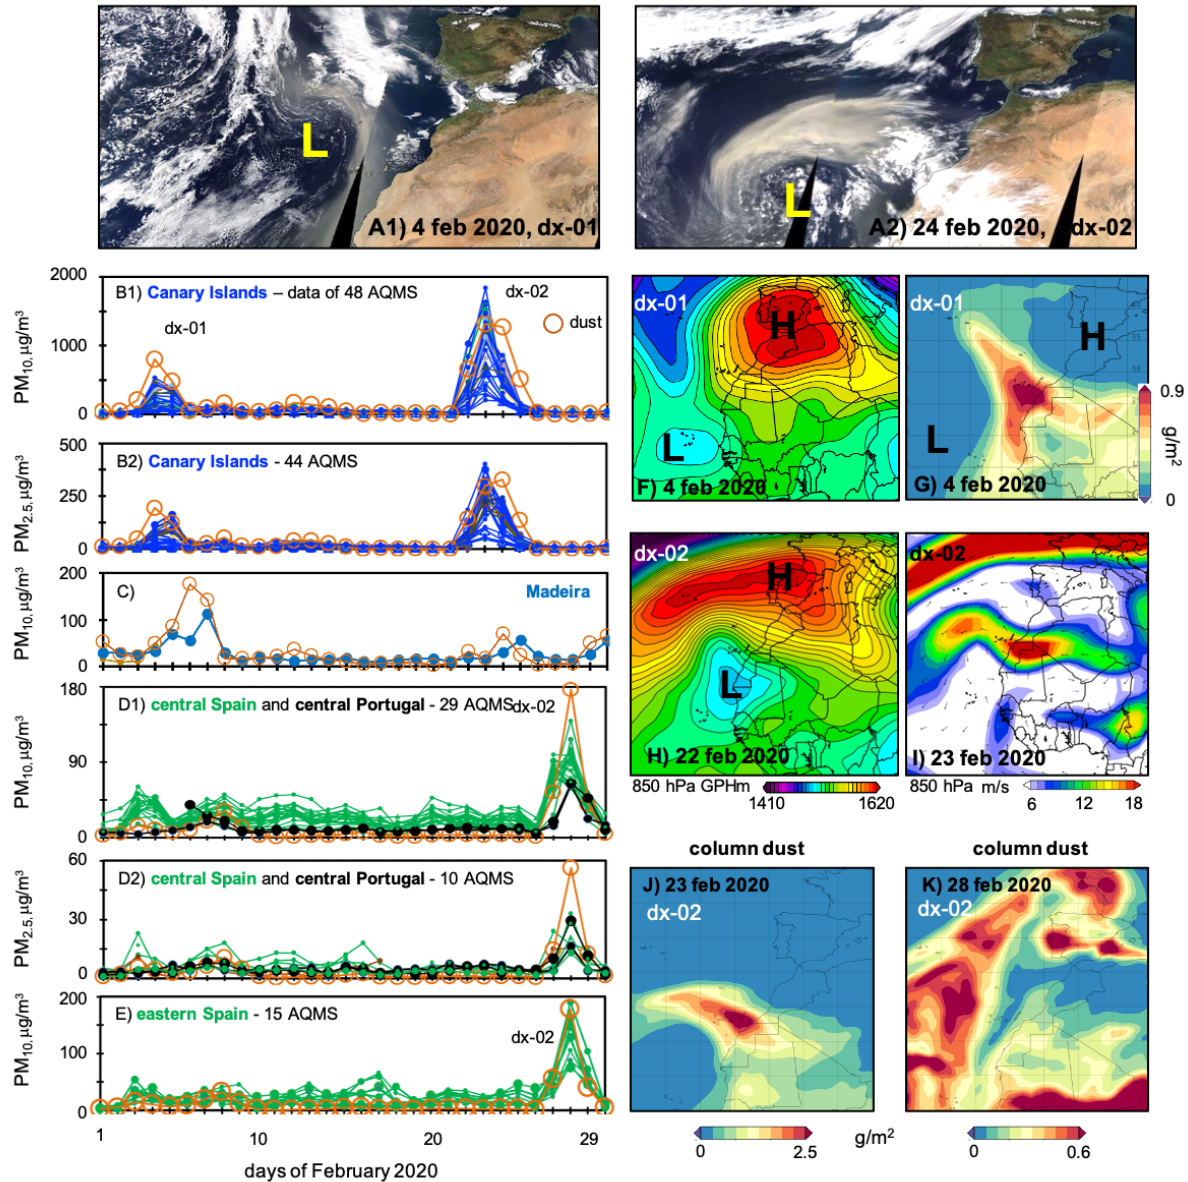 L
A1) 4 feb 2020, dx-01
L
A2) 24 feb 2020, dx-02
2000
1000
0
PM10, µg/m³
B1) Canary Islands – data of 48 AQMS
dx-01
dx-02
dust
500
250
0
PM2.5, µg/m³
B2) Canary Islands - 44 AQMS
200
100
0
PM10, µg/m³
C)
Madeira
180
90
0
PM10, µg/m³
D1) central Spain and central Portugal - 29 AQMS
dx-02
60
30
0
PM2.5, µg/m³
D2) central Spain and central Portugal - 10 AQMS
200
100
0
PM10, µg/m³
E) eastern Spain - 15 AQMS
dx-02
1
10
20
29
days of February 2020
dx-01
H
L
F) 4 feb 2020
dx-01
H
L
G) 4 feb 2020
0.9
g/m²
0
dx-02
H
L
H) 22 feb 2020
850 hPa GPHm
1410
1620
dx-02
I) 23 feb 2020
850 hPa m/s
6
12
18
column dust
J) 23 feb 2020
dx-02
0
2.5
g/m²
column dust
K) 28 feb 2020
dx-02
0
0.6